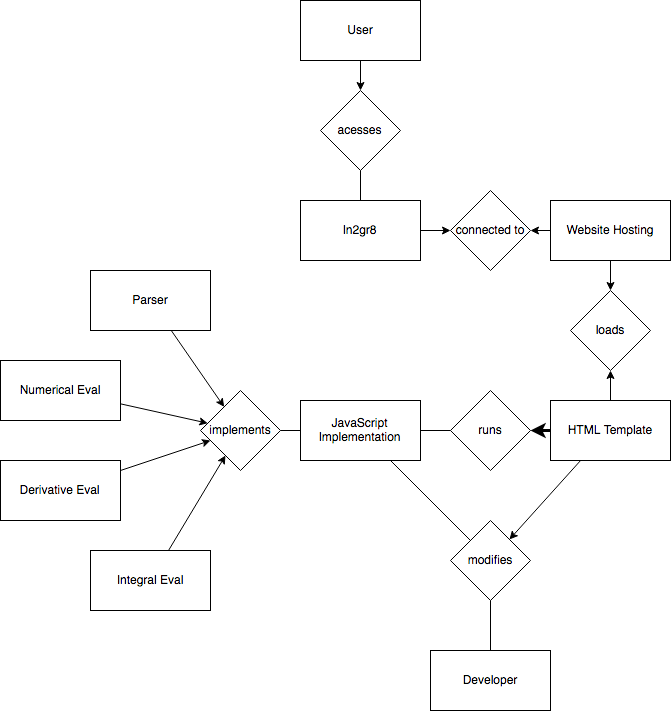 User
acesses
In2gr8
connected to
Website Hosting
Parser
loads
Numerical Eval
implements
JavaScript
Implementation
runs
HTML Template
Derivative Eval
modifies
Integral Eval
Developer